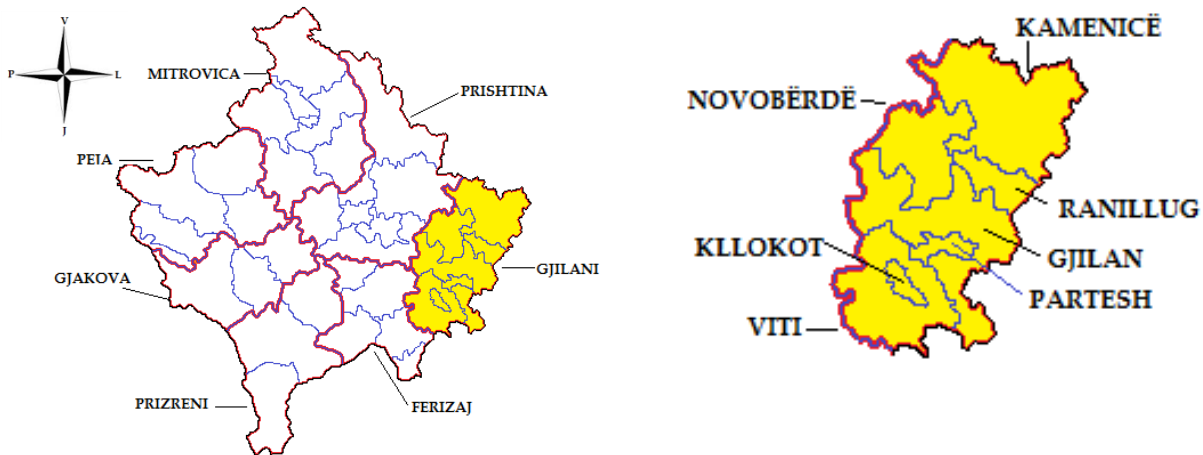 V
P
L
J
MITROVICA
PRISHTINA
PEJA
GJAKOVA
GJILANI
PRIZRENI
FERIZAJ
KAMENICË
NOVOBËRDË
RANILLUG
KLLOKOT
GJILAN
PARTESH
VITI